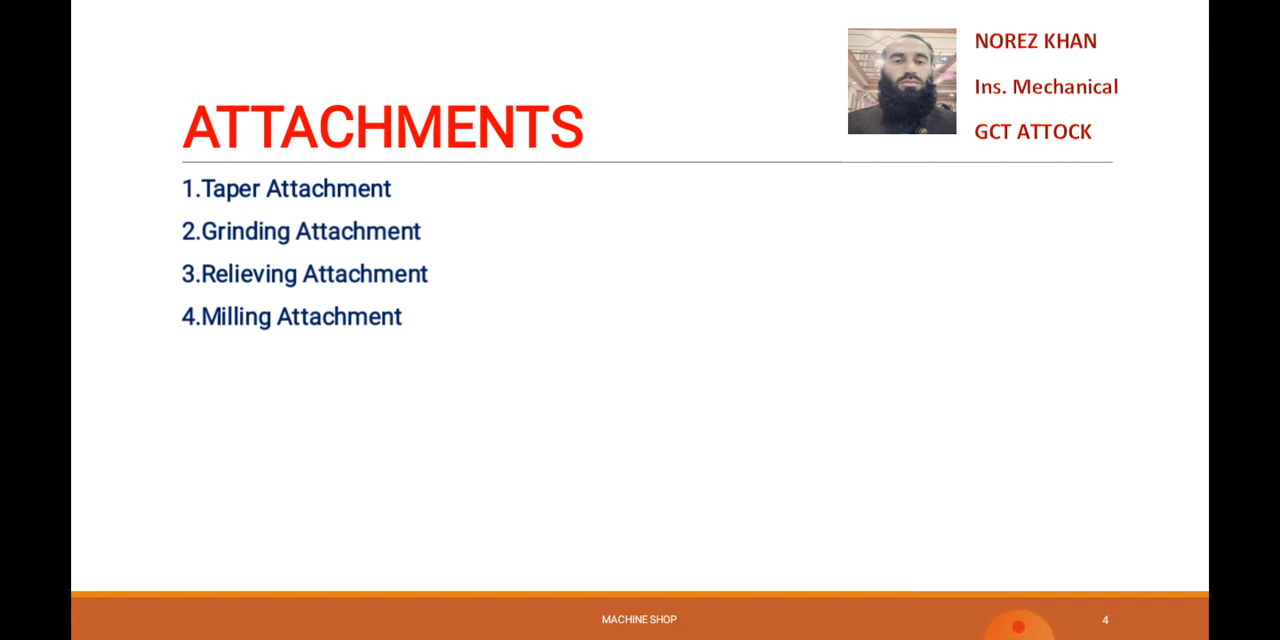 NOREZ KHAN
Ins. Mechanical
GCT ATTOCK
ATTACHMENTS
1.Taper Attachment
2.Grinding Attachment
3.Relieving Attachment
4.Milling Attachment
MACHINE SHOP
4